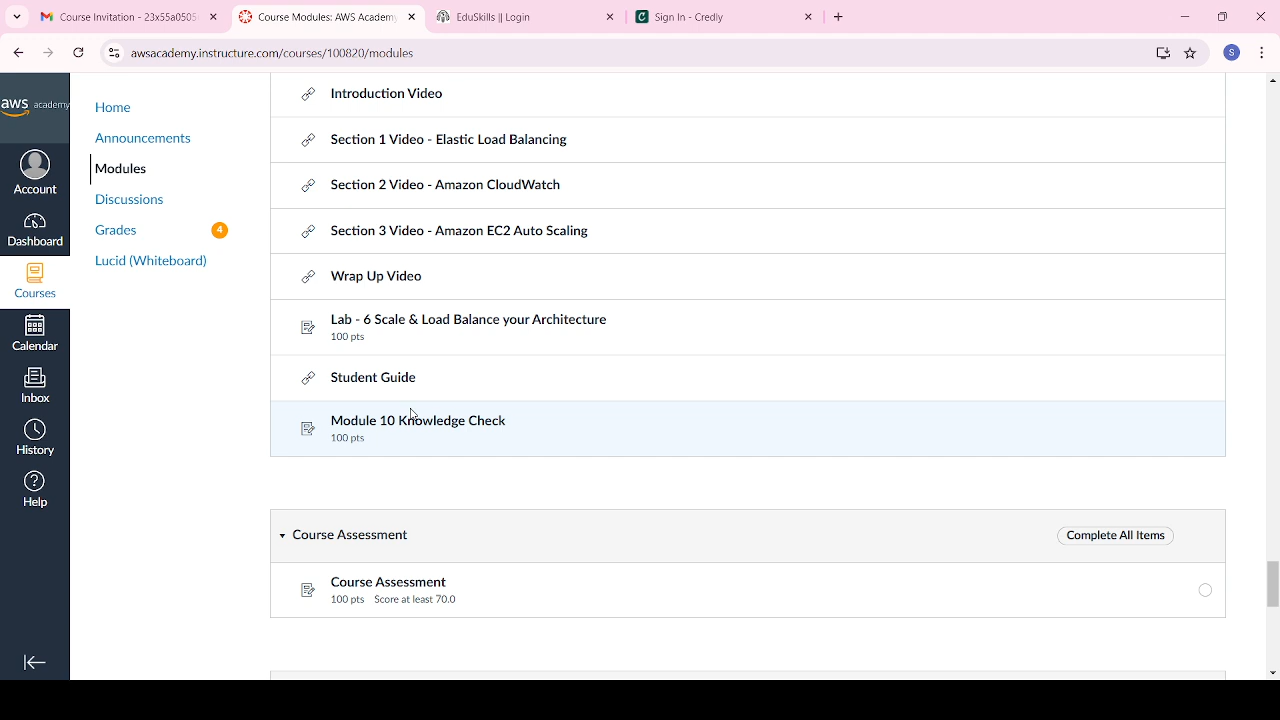 Course Invitation - 23x55a0505
Course Modules: AWS Academy
EduSkills || Login
Sign In - Credly
awsacademy.instructure.com/courses/100820/modules
S
aws academy
Account
Dashboard
Courses
Calendar
Inbox
History
Help
Home
Announcements
Modules
Discussions
Grades 4
Lucid (Whiteboard)
Introduction Video
Section 1 Video - Elastic Load Balancing
Section 2 Video - Amazon CloudWatch
Section 3 Video - Amazon EC2 Auto Scaling
Wrap Up Video
Lab - 6 Scale & Load Balance your Architecture
100 pts
Student Guide
Module 10 Knowledge Check
100 pts
Course Assessment Complete All Items
Course Assessment
100 pts Score at least 70.0